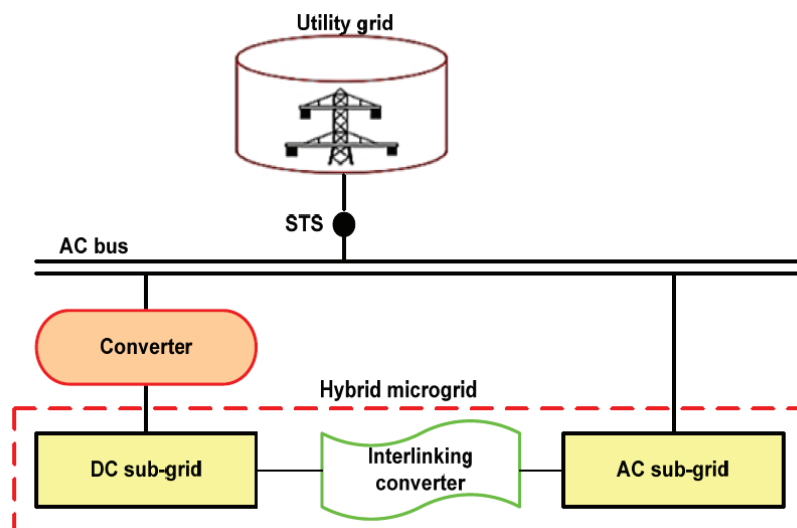 Utility grid
STS
AC bus
Converter
Hybrid microgrid
DC sub-grid
Interlinking
converter
AC sub-grid